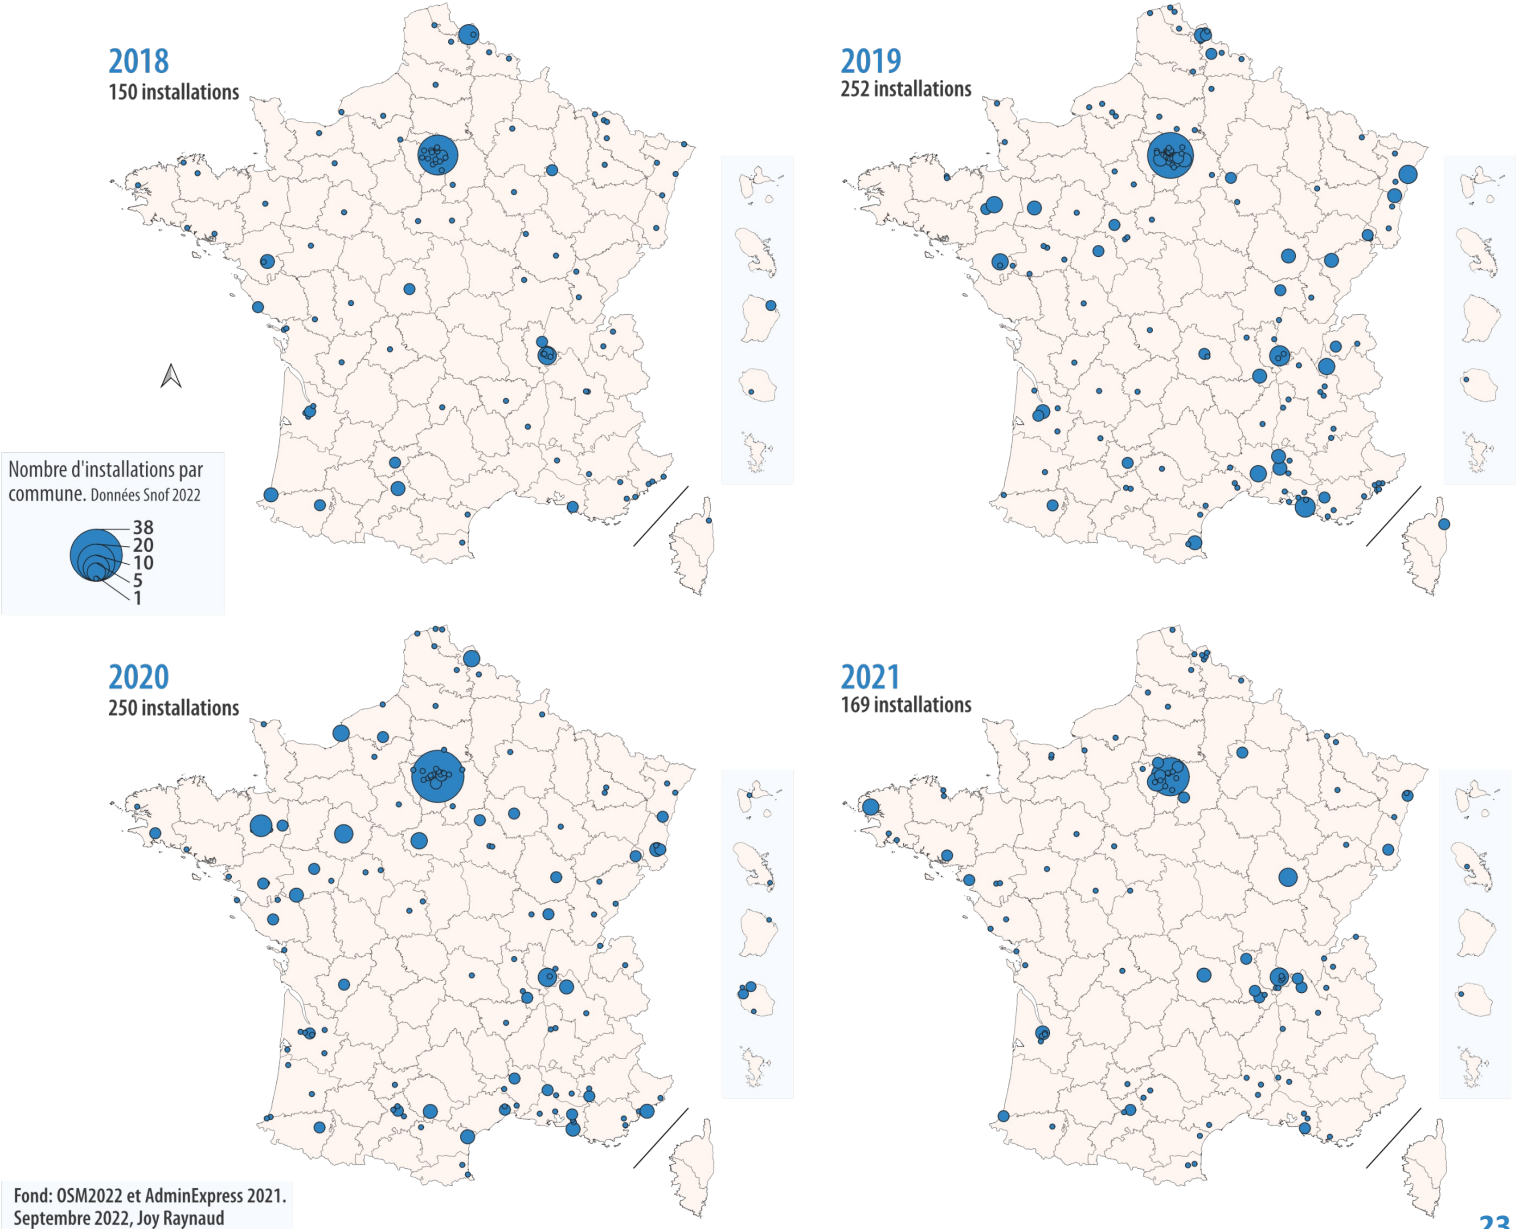 2018
150 installations
2019
252 installations
Nombre d'installations par
commune. Données Snof 2022
38
20
10
5
1
2020
250 installations
2021
169 installations
Fond: OSM2022 et AdminExpress 2021.
Septembre 2022, Joy Raynaud
23